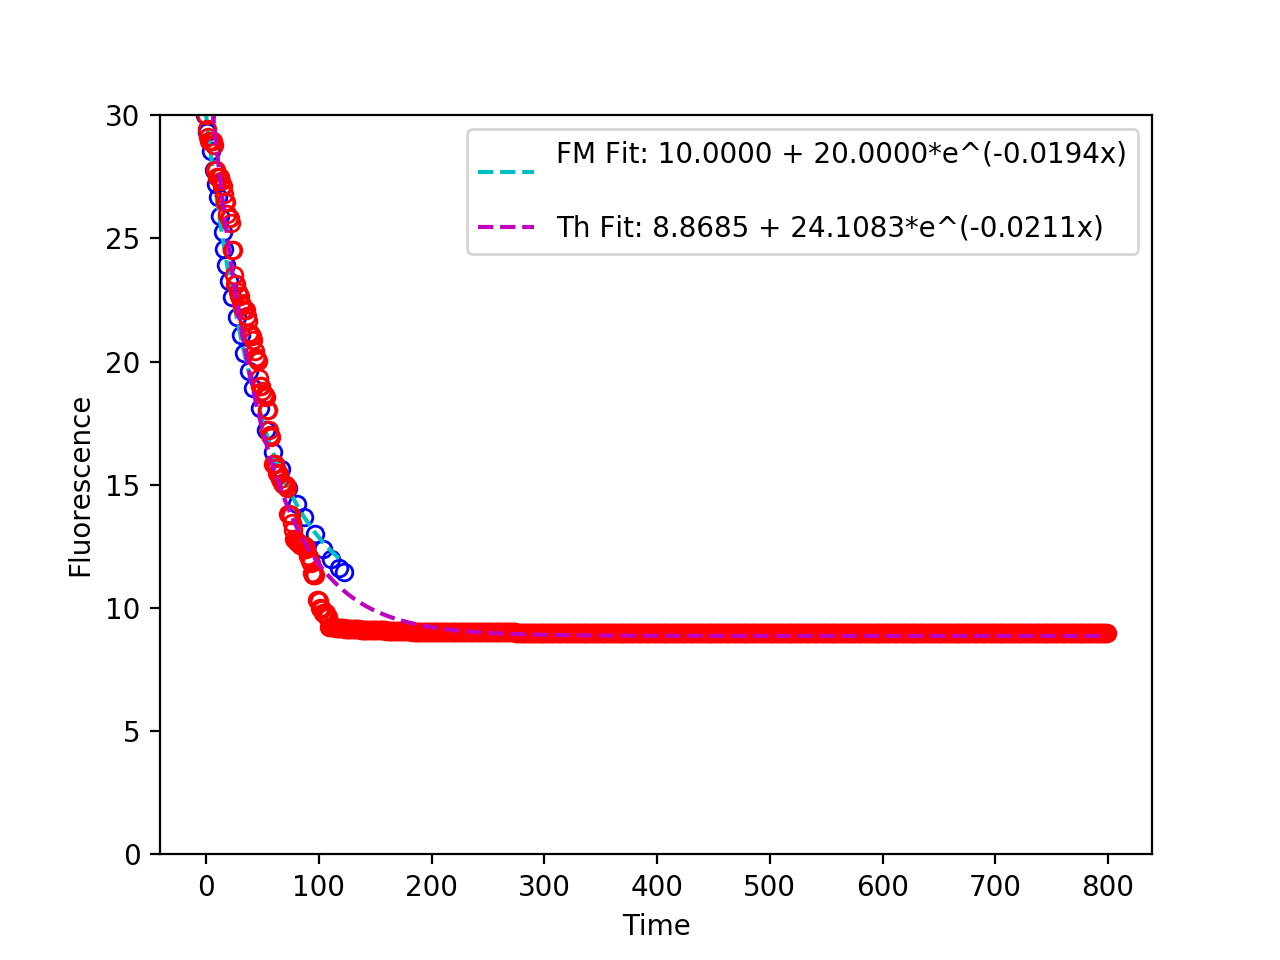 FM Fit: 10.0000 + 20.0000*e^(-0.0194x)
Th Fit: 8.8685 + 24.1083*e^(-0.0211x)
30
25
20
15
10
5
0
Fluorescence
0 100 200 300 400 500 600 700 800
Time